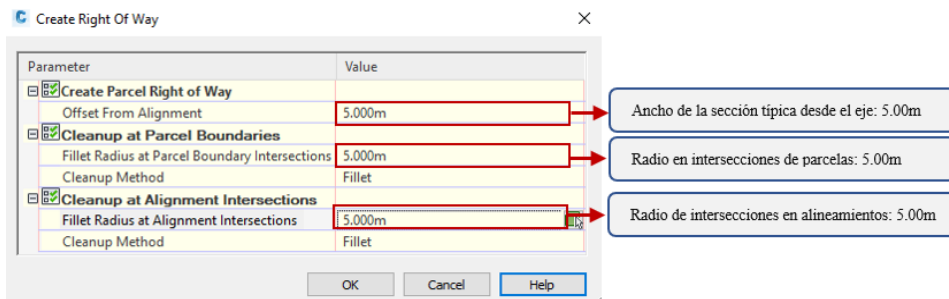 Create Right Of Way
Parameter Value
Create Parcel Right of Way
Offset From Alignment 5.000m
Cleanup at Parcel Boundaries
Fillet Radius at Parcel Boundary Intersections 5.000m
Cleanup Method Fillet
Cleanup at Alignment Intersections
Fillet Radius at Alignment Intersections 5.000m
Cleanup Method Fillet
OK Cancel Help
Ancho de la sección típica desde el eje: 5.00m
Radio en intersecciones de parcelas: 5.00m
Radio de intersecciones en alineamientos: 5.00m